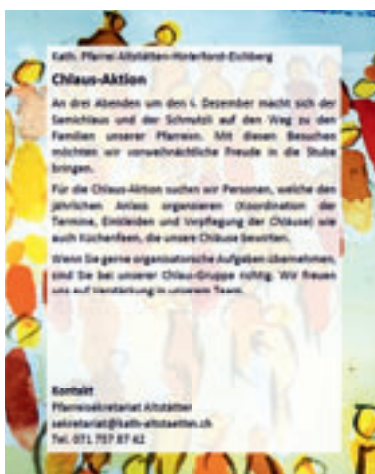 Kath. Pfarrei Altstätten-Hinterforst-Eichberg
Chlaus-Aktion
An drei Abenden um den 6. Dezember macht sich der
Samichlaus und der Schmutzli auf den Weg zu den
Familien unserer Pfarreien. Mit diesen Besuchen
möchten wir vorweihnächtliche Freude in die Stube
bringen.
Für die Chlaus-Aktion suchen wir Personen, welche den
jährlichen Anlass organisieren (Koordination der
Termine, Einkleiden und Verpflegung der Chläuse) wie
auch Küchenfeen, die unsere Chläuse bewirten.
Wenn Sie gerne organisatorische Aufgaben übernehmen,
sind Sie bei unserer Chlaus-Gruppe richtig. Wir freuen
uns auf Verstärkung in unserem Team.
Kontakt
Pfarreisekretariat Altstätten
sekretariat@kath-altstaetten.ch
Tel. 071 757 87 42